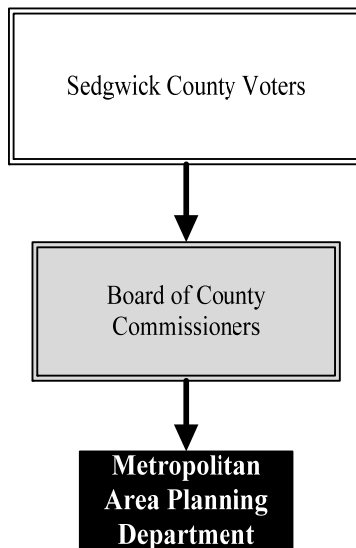 Sedgwick County Voters
Board of County
Commissioners
Metropolitan
Area Planning
Department